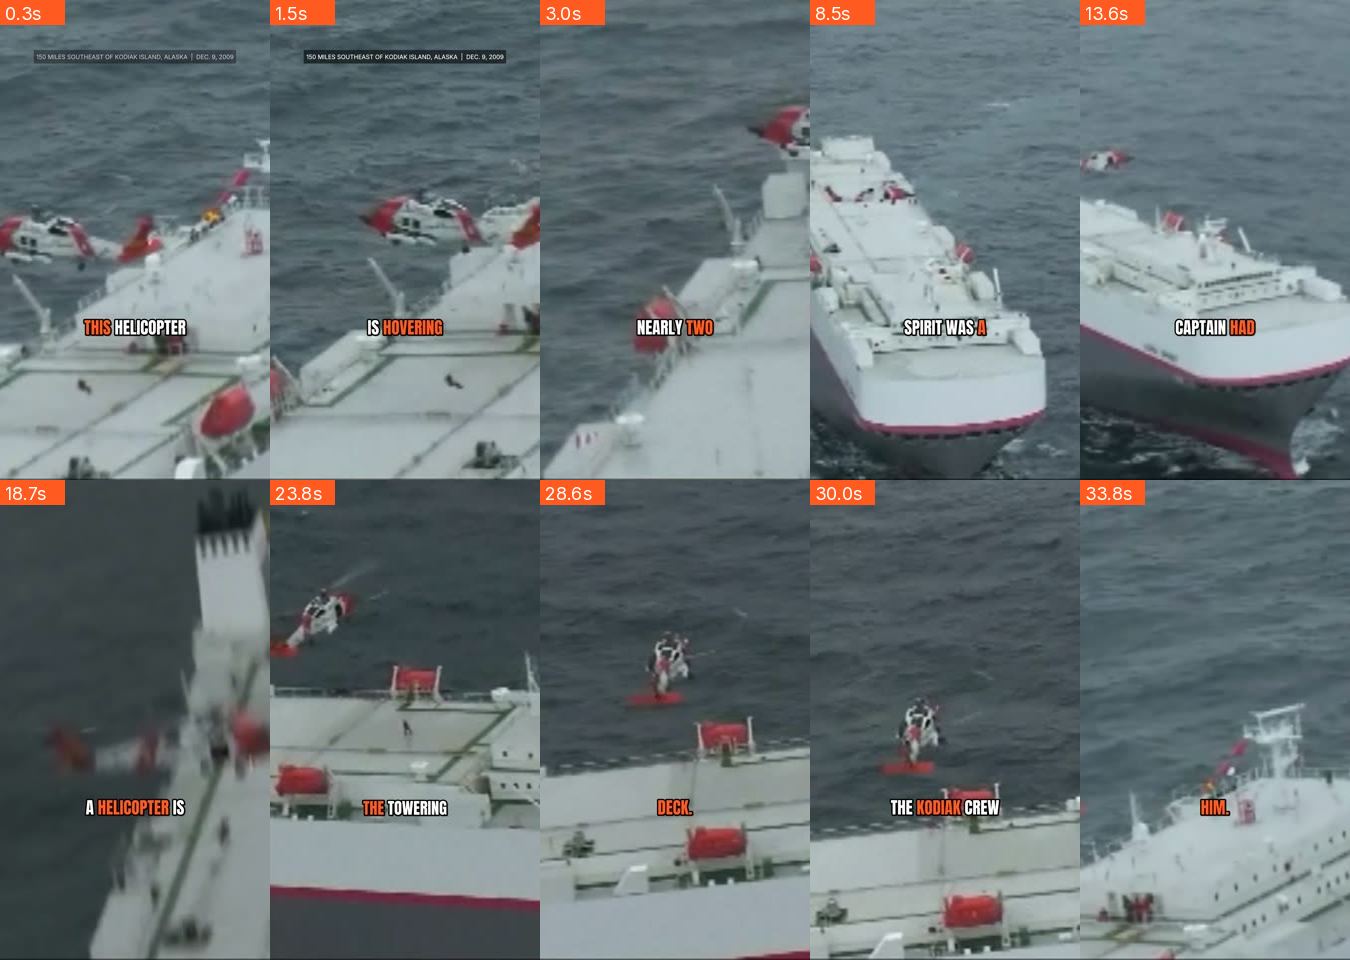 0.3s
150 MILES SOUTHEAST OF KODIAK ISLAND, ALASKA | DEC. 9, 2009
THIS HELICOPTER
1.5s
150 MILES SOUTHEAST OF KODIAK ISLAND, ALASKA | DEC. 9, 2009
IS HOVERING
3.0s
NEARLY TWO
8.5s
SPIRIT WAS A
13.6s
CAPTAIN HAD
18.7s
A HELICOPTER IS
23.8s
THE TOWERING
28.6s
DECK.
30.0s
THE KODIAK CREW
33.8s
HIM.